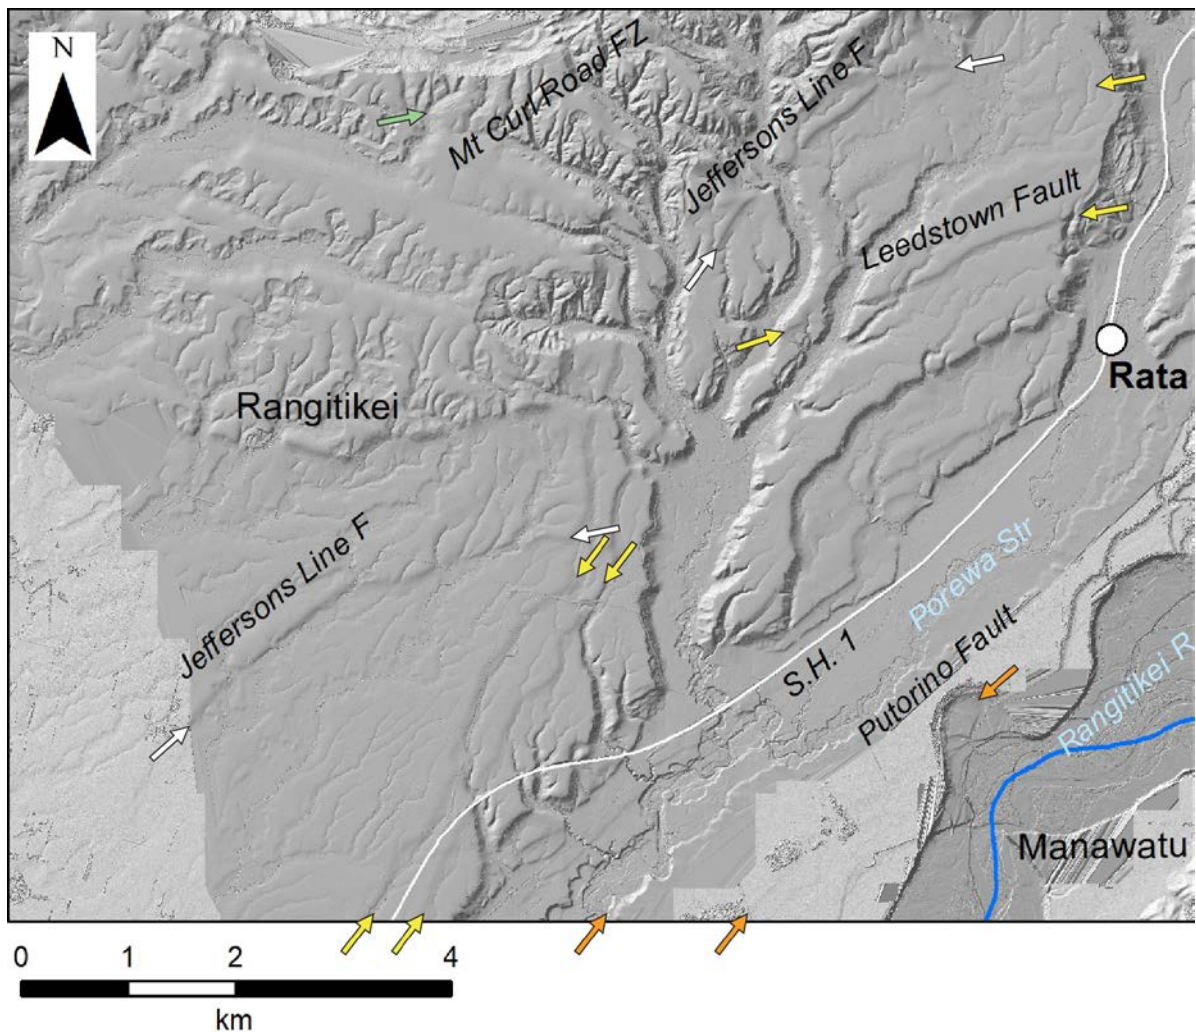 N
Mt Curl Road FZ
Jeffersons Line F
Leedstown Fault
Rata
Rangitikei
Jeffersons Line F
Porewa Str
S.H. 1
Putorino Fault
Rangitikei R
Manawatu
0 2 4
km